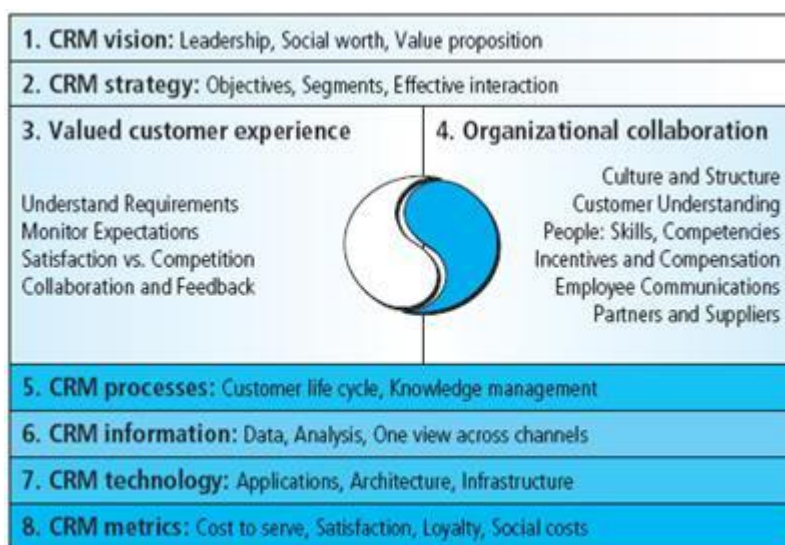 1. CRM vision: Leadership, Social worth, Value proposition
2. CRM strategy: Objectives, Segments, Effective interaction
3. Valued customer experience
Understand Requirements
Monitor Expectations
Satisfaction vs. Competition
Collaboration and Feedback
4. Organizational collaboration
Culture and Structure
Customer Understanding
People: Skills, Competencies
Incentives and Compensation
Employee Communications
Partners and Suppliers
5. CRM processes: Customer life cycle, Knowledge management
6. CRM information: Data, Analysis, One view across channels
7. CRM technology: Applications, Architecture, Infrastructure
8. CRM metrics: Cost to serve, Satisfaction, Loyalty, Social costs